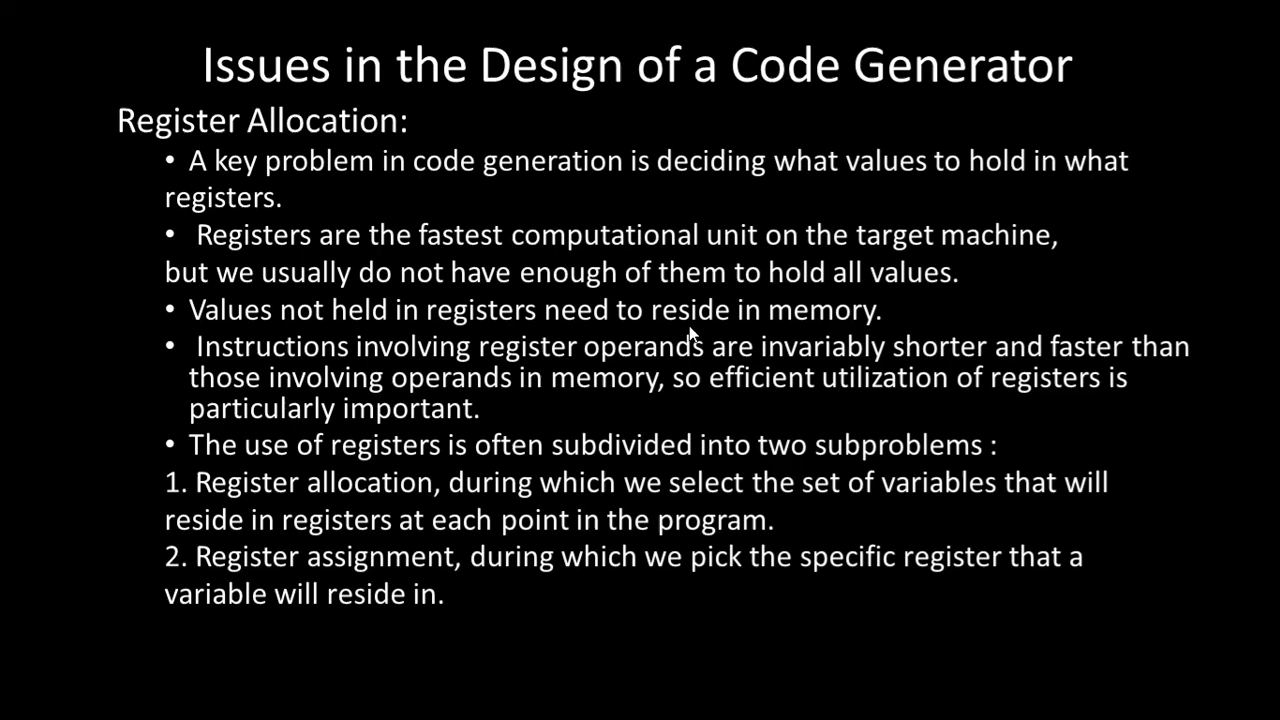 Issues in the Design of a Code Generator
Register Allocation:
• A key problem in code generation is deciding what values to hold in what
registers.
• Registers are the fastest computational unit on the target machine,
but we usually do not have enough of them to hold all values.
• Values not held in registers need to reside in memory.
• Instructions involving register operands are invariably shorter and faster than
those involving operands in memory, so efficient utilization of registers is
particularly important.
• The use of registers is often subdivided into two subproblems :
1. Register allocation, during which we select the set of variables that will
reside in registers at each point in the program.
2. Register assignment, during which we pick the specific register that a
variable will reside in.